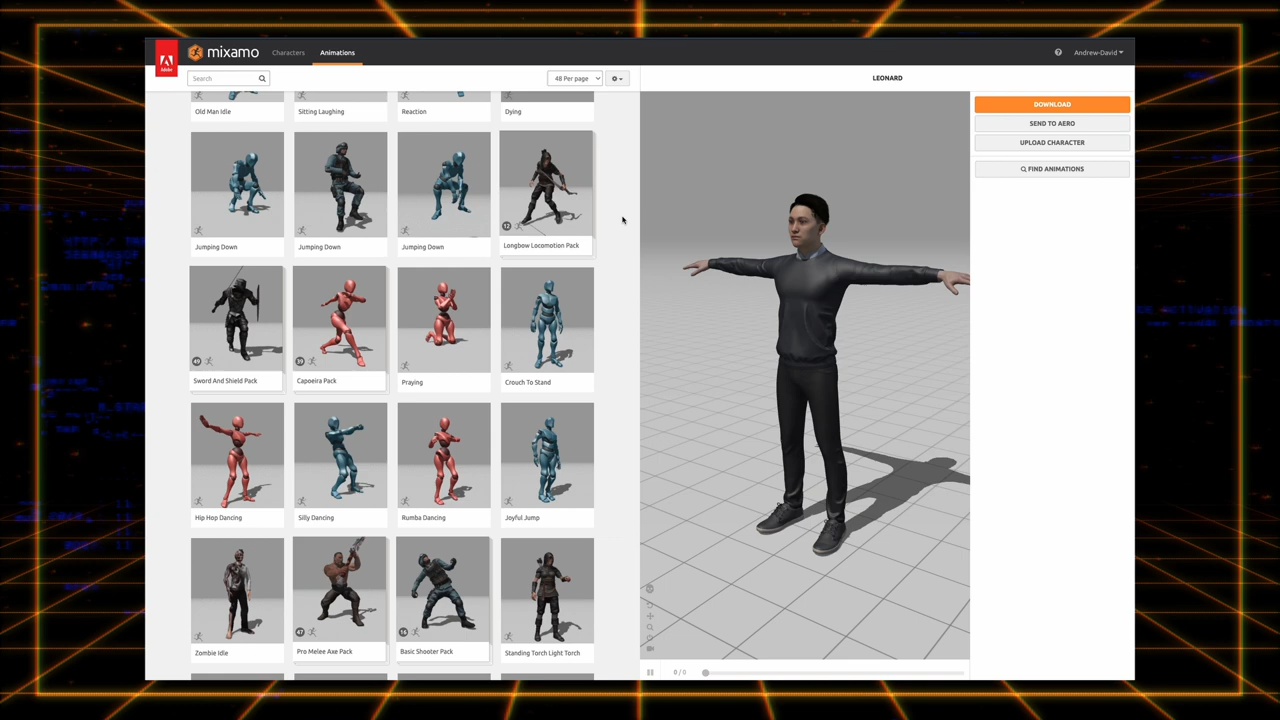 Adobe
mixamo
Characters
Animations
Andrew-David
Search
48 Per page
LEONARD
Old Man Idle
Sitting Laughing
Reaction
Dying
DOWNLOAD
SEND TO AERO
UPLOAD CHARACTER
FIND ANIMATIONS
12
Jumping Down
Jumping Down
Jumping Down
Longbow Locomotion Pack
49
39
Sword And Shield Pack
Capoeira Pack
Praying
Crouch To Stand
Hip Hop Dancing
Silly Dancing
Rumba Dancing
Joyful Jump
47
16
Zombie Idle
Pro Melee Axe Pack
Basic Shooter Pack
Standing Torch Light Torch
0 / 0